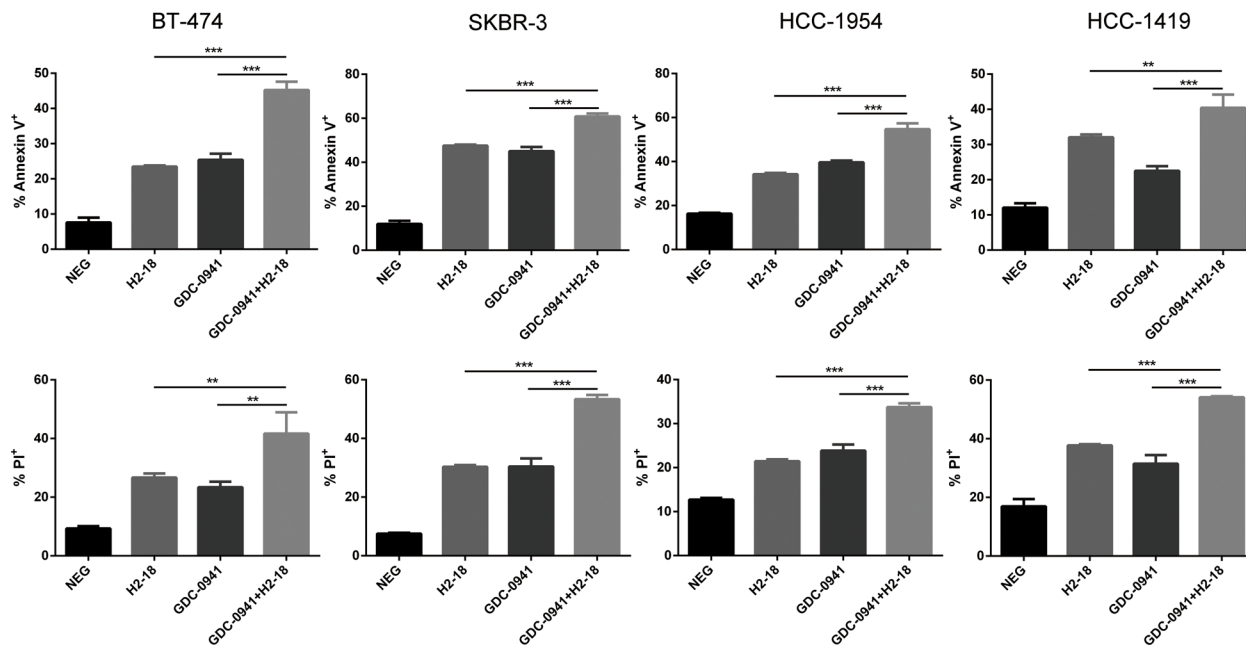 BT-474
SKBR-3
HCC-1954
HCC-1419
% Annexin V⁺
50
40
30
20
10
0
***
***
NEG
H2-18
GDC-0941
GDC-0941+H2-18
% Annexin V⁺
80
60
40
20
0
***
***
NEG
H2-18
GDC-0941
GDC-0941+H2-18
% Annexin V⁺
80
60
40
20
0
***
***
NEG
H2-18
GDC-0941
GDC-0941+H2-18
% Annexin V⁺
50
40
30
20
10
0
**
***
NEG
H2-18
GDC-0941
GDC-0941+H2-18
% PI⁺
60
40
20
0
**
**
NEG
H2-18
GDC-0941
GDC-0941+H2-18
% PI⁺
60
40
20
0
***
***
NEG
H2-18
GDC-0941
GDC-0941+H2-18
% PI⁺
40
30
20
10
0
***
***
NEG
H2-18
GDC-0941
GDC-0941+H2-18
% PI⁺
60
40
20
0
***
***
NEG
H2-18
GDC-0941
GDC-0941+H2-18